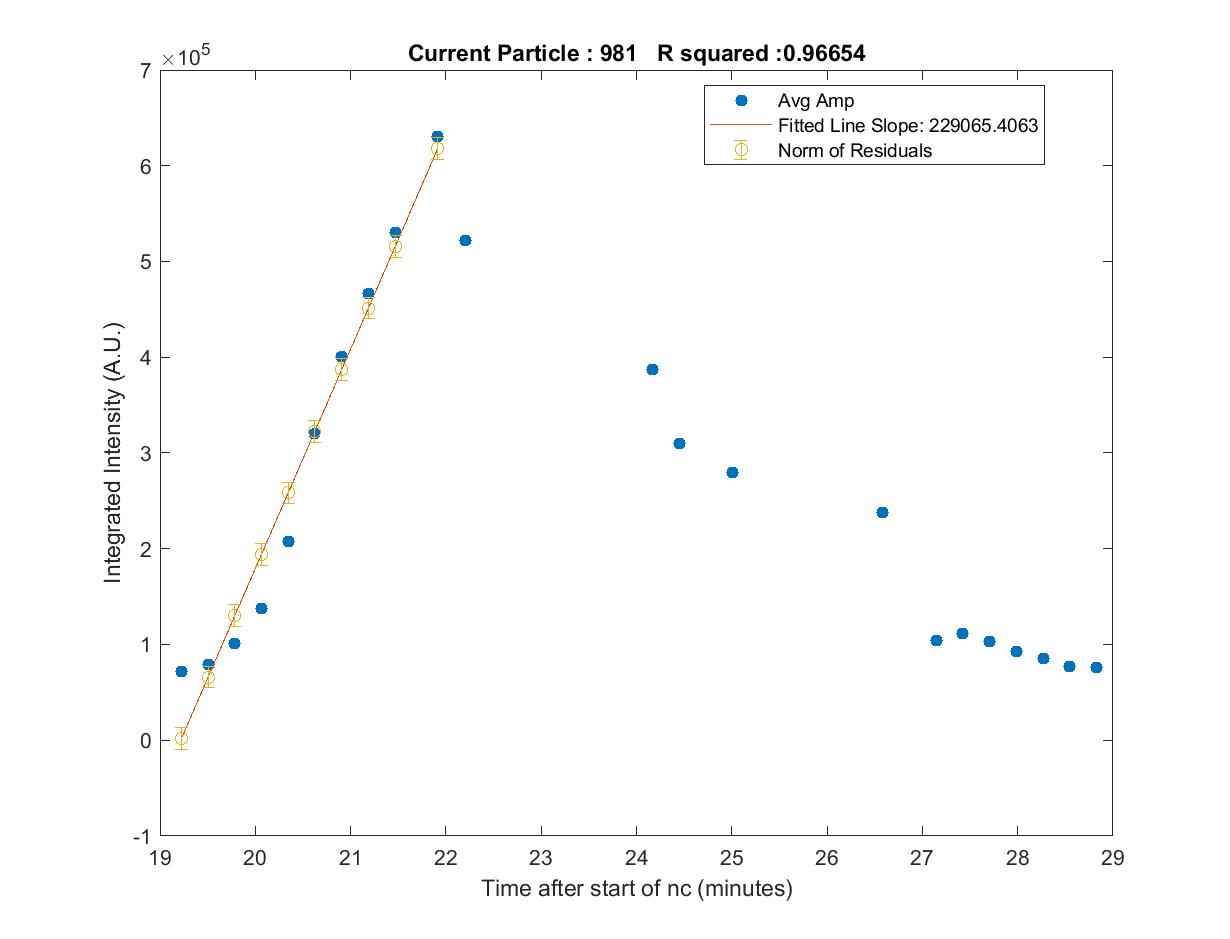 Current Particle : 981   R squared :0.96654
×10^5
7
6
5
4
3
2
1
0
-1
Integrated Intensity (A.U.)
Avg Amp
Fitted Line Slope: 229065.4063
Norm of Residuals
19 20 21 22 23 24 25 26 27 28 29
Time after start of nc (minutes)